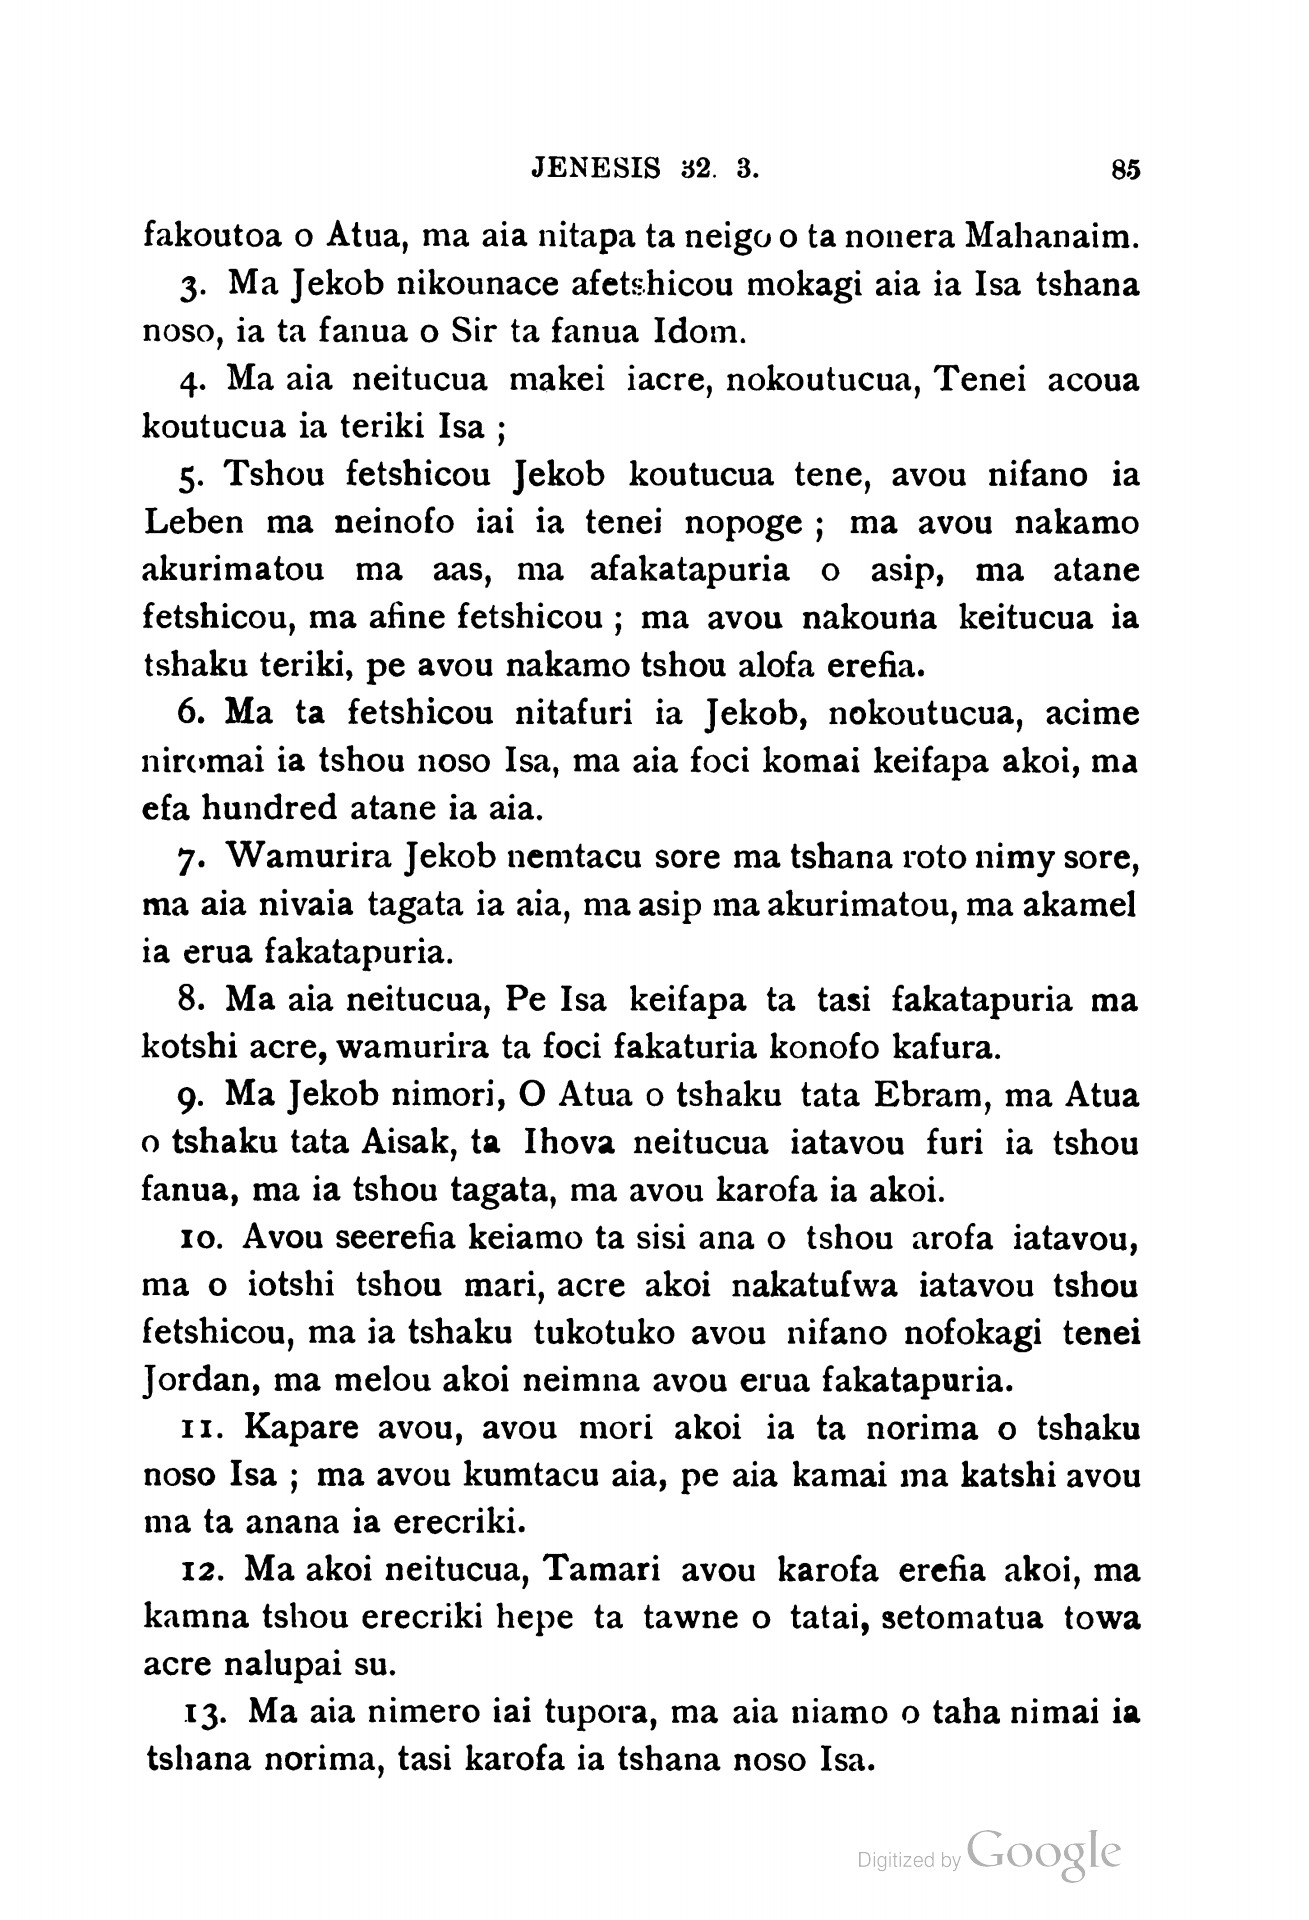 JENESIS 32. 3. 85
fakoutoa o Atua, ma aia nitapa ta neigo o ta nonera Mahanaim.
3. Ma Jekob nikounace afetshicou mokagi aia ia Isa tshana
noso, ia ta fanua o Sir ta fanua Idom.
4. Ma aia neitucua makei iacre, nokoutucua, Tenei acoua
koutucua ia teriki Isa ;
5. Tshou fetshicou Jekob koutucua tene, avou nifano ia
Leben ma neinofo iai ia tenei nopoge ; ma avou nakamo
akurimatou ma aas, ma afakatapuria o asip, ma atane
fetshicou, ma afine fetshicou ; ma avou nakouna keitucua ia
tshaku teriki, pe avou nakamo tshou alofa erefia.
6. Ma ta fetshicou nitafuri ia Jekob, nokoutucua, acime
niromai ia tshou noso Isa, ma aia foci komai keifapa akoi, ma
efa hundred atane ia aia.
7. Wamurira Jekob nemtacu sore ma tshana roto nimy sore,
ma aia nivaia tagata ia aia, ma asip ma akurimatou, ma akamel
ia erua fakatapuria.
8. Ma aia neitucua, Pe Isa keifapa ta tasi fakatapuria ma
kotshi acre, wamurira ta foci fakaturia konofo kafura.
9. Ma Jekob nimori, O Atua o tshaku tata Ebram, ma Atua
o tshaku tata Aisak, ta Ihova neitucua iatavou furi ia tshou
fanua, ma ia tshou tagata, ma avou karofa ia akoi.
10. Avou seerefia keiamo ta sisi ana o tshou arofa iatavou,
ma o iotshi tshou mari, acre akoi nakatufwa iatavou tshou
fetshicou, ma ia tshaku tukotuko avou nifano nofokagi tenei
Jordan, ma melou akoi neimna avou erua fakatapuria.
11. Kapare avou, avou mori akoi ia ta norima o tshaku
noso Isa ; ma avou kumtacu aia, pe aia kamai ma katshi avou
ma ta anana ia erecriki.
12. Ma akoi neitucua, Tamari avou karofa erefia akoi, ma
kamna tshou erecriki hepe ta tawne o tatai, setomatua towa
acre nalupai su.
13. Ma aia nimero iai tupora, ma aia niamo o taha nimai ia
tshana norima, tasi karofa ia tshana noso Isa.
Digitized by Google